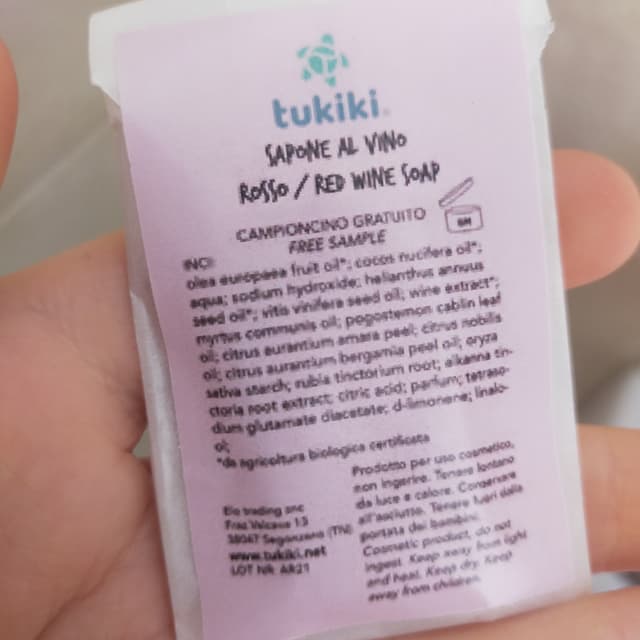 tukiki
SAPONE AL VINO
ROSSO / RED WINE SOAP
CAMPIONCINO GRATUITO
FREE SAMPLE
6M
INCI
olea europaea fruit oil*; cocos nucifera oil*;
aqua; sodium hydroxide; helianthus annuus
seed oil*; vitis vinifera seed oil; wine extract*;
myrtus communis oil; pogostemon cablin leaf
oil; citrus aurantium amara peel; citrus nobilis
oil; citrus aurantium bergamia peel oil; oryza
sativa starch; rubia tinctorium root; alkanna tin-
ctoria root extract; citric acid; parfum; tetraso-
dium glutamate diacetate; d-limonene; linalo-
ol;
*da agricoltura biologica certificata
trading snc
38047 Segonzano (TN)
www.tukiki.net
LOT NR. AR21
Prodotto per uso cosmetico,
non ingerire. Tenere lontano
da luce e calore. Conservare
all'asciutto. Tenere fuori dalla
portata dei bambini.
Cosmetic product, do not
ingest. Keep away from light
and heat. Keep dry. Keep
away from children.